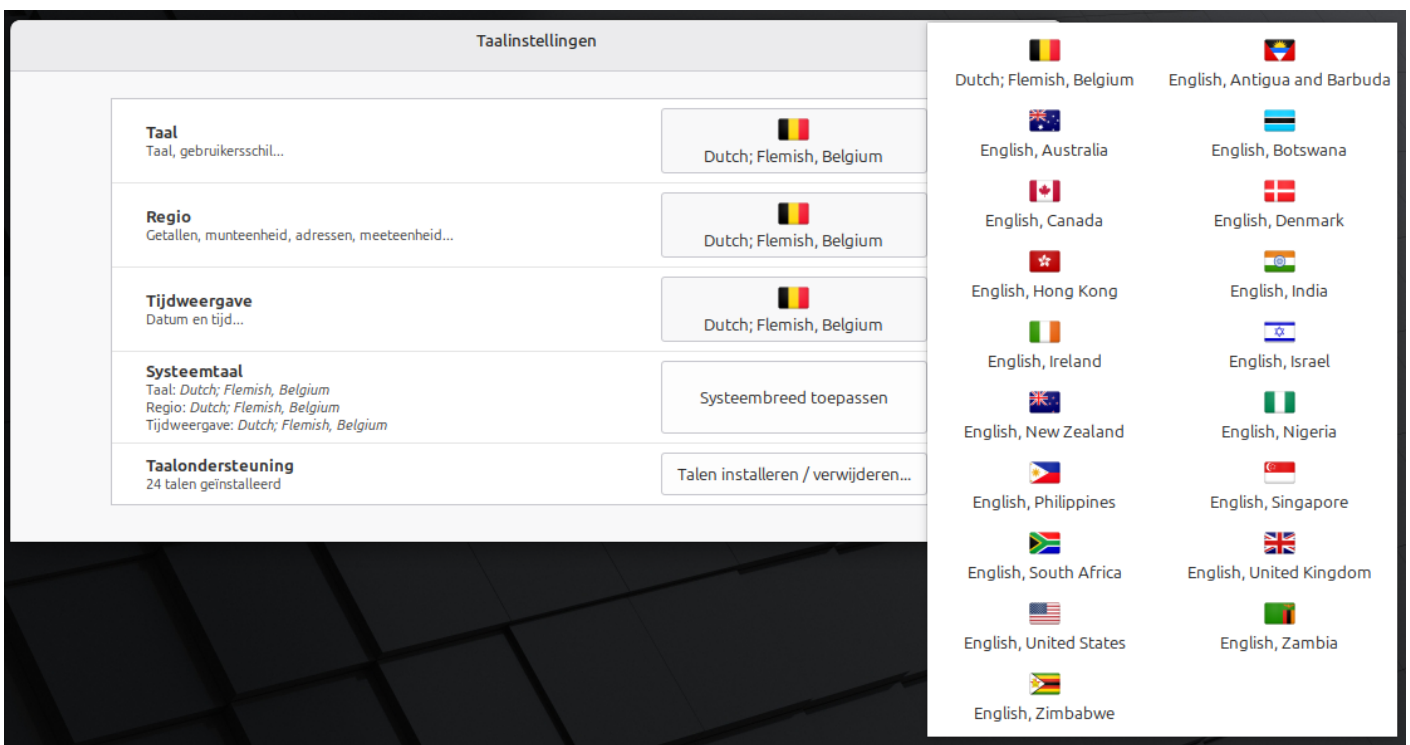 Taalinstellingen
Taal
Taal, gebruikersschil...
Dutch; Flemish, Belgium
Regio
Getallen, munteenheid, adressen, meeteenheid...
Dutch; Flemish, Belgium
Tijdweergave
Datum en tijd...
Dutch; Flemish, Belgium
Systeemtaal
Taal: Dutch; Flemish, Belgium
Regio: Dutch; Flemish, Belgium
Tijdweergave: Dutch; Flemish, Belgium
Systeembreed toepassen
Taalondersteuning
24 talen geïnstalleerd
Talen installeren / verwijderen...
Dutch; Flemish, Belgium
English, Antigua and Barbuda
English, Australia
English, Botswana
English, Canada
English, Denmark
English, Hong Kong
English, India
English, Ireland
English, Israel
English, New Zealand
English, Nigeria
English, Philippines
English, Singapore
English, South Africa
English, United Kingdom
English, United States
English, Zambia
English, Zimbabwe